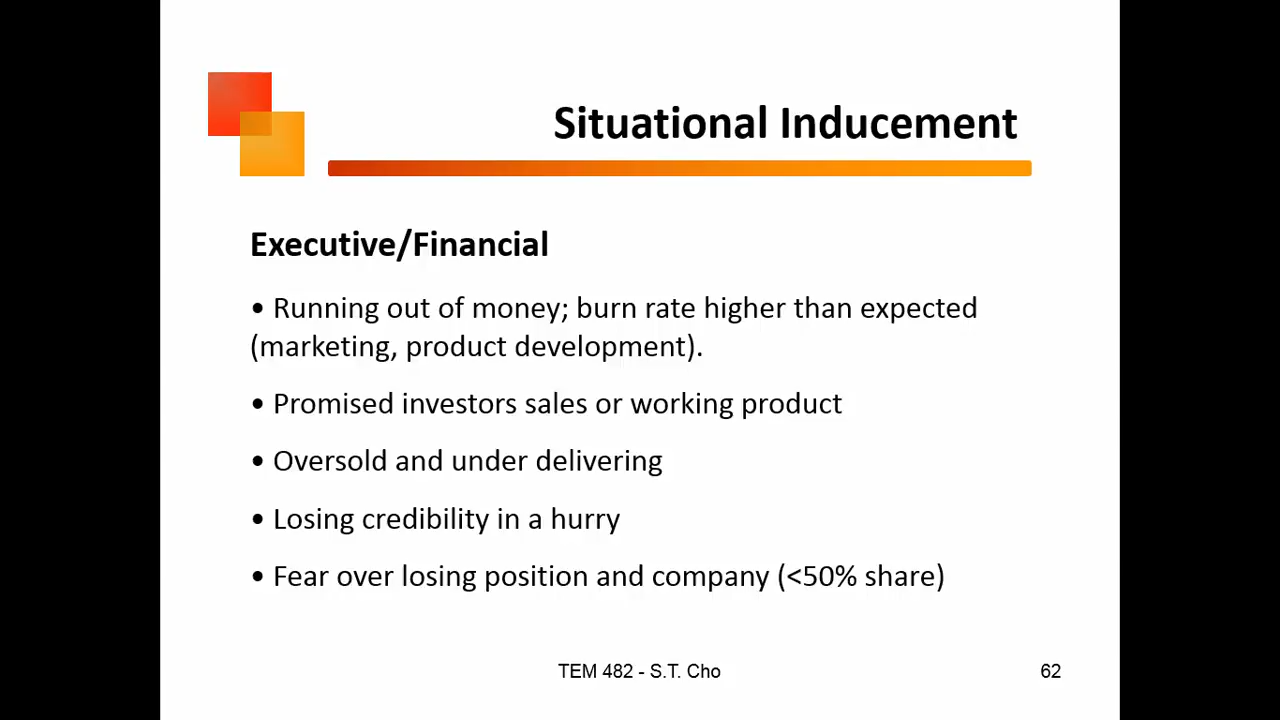 Situational Inducement
Executive/Financial
• Running out of money; burn rate higher than expected
(marketing, product development).
• Promised investors sales or working product
• Oversold and under delivering
• Losing credibility in a hurry
• Fear over losing position and company (<50% share)
TEM 482 - S.T. Cho
62